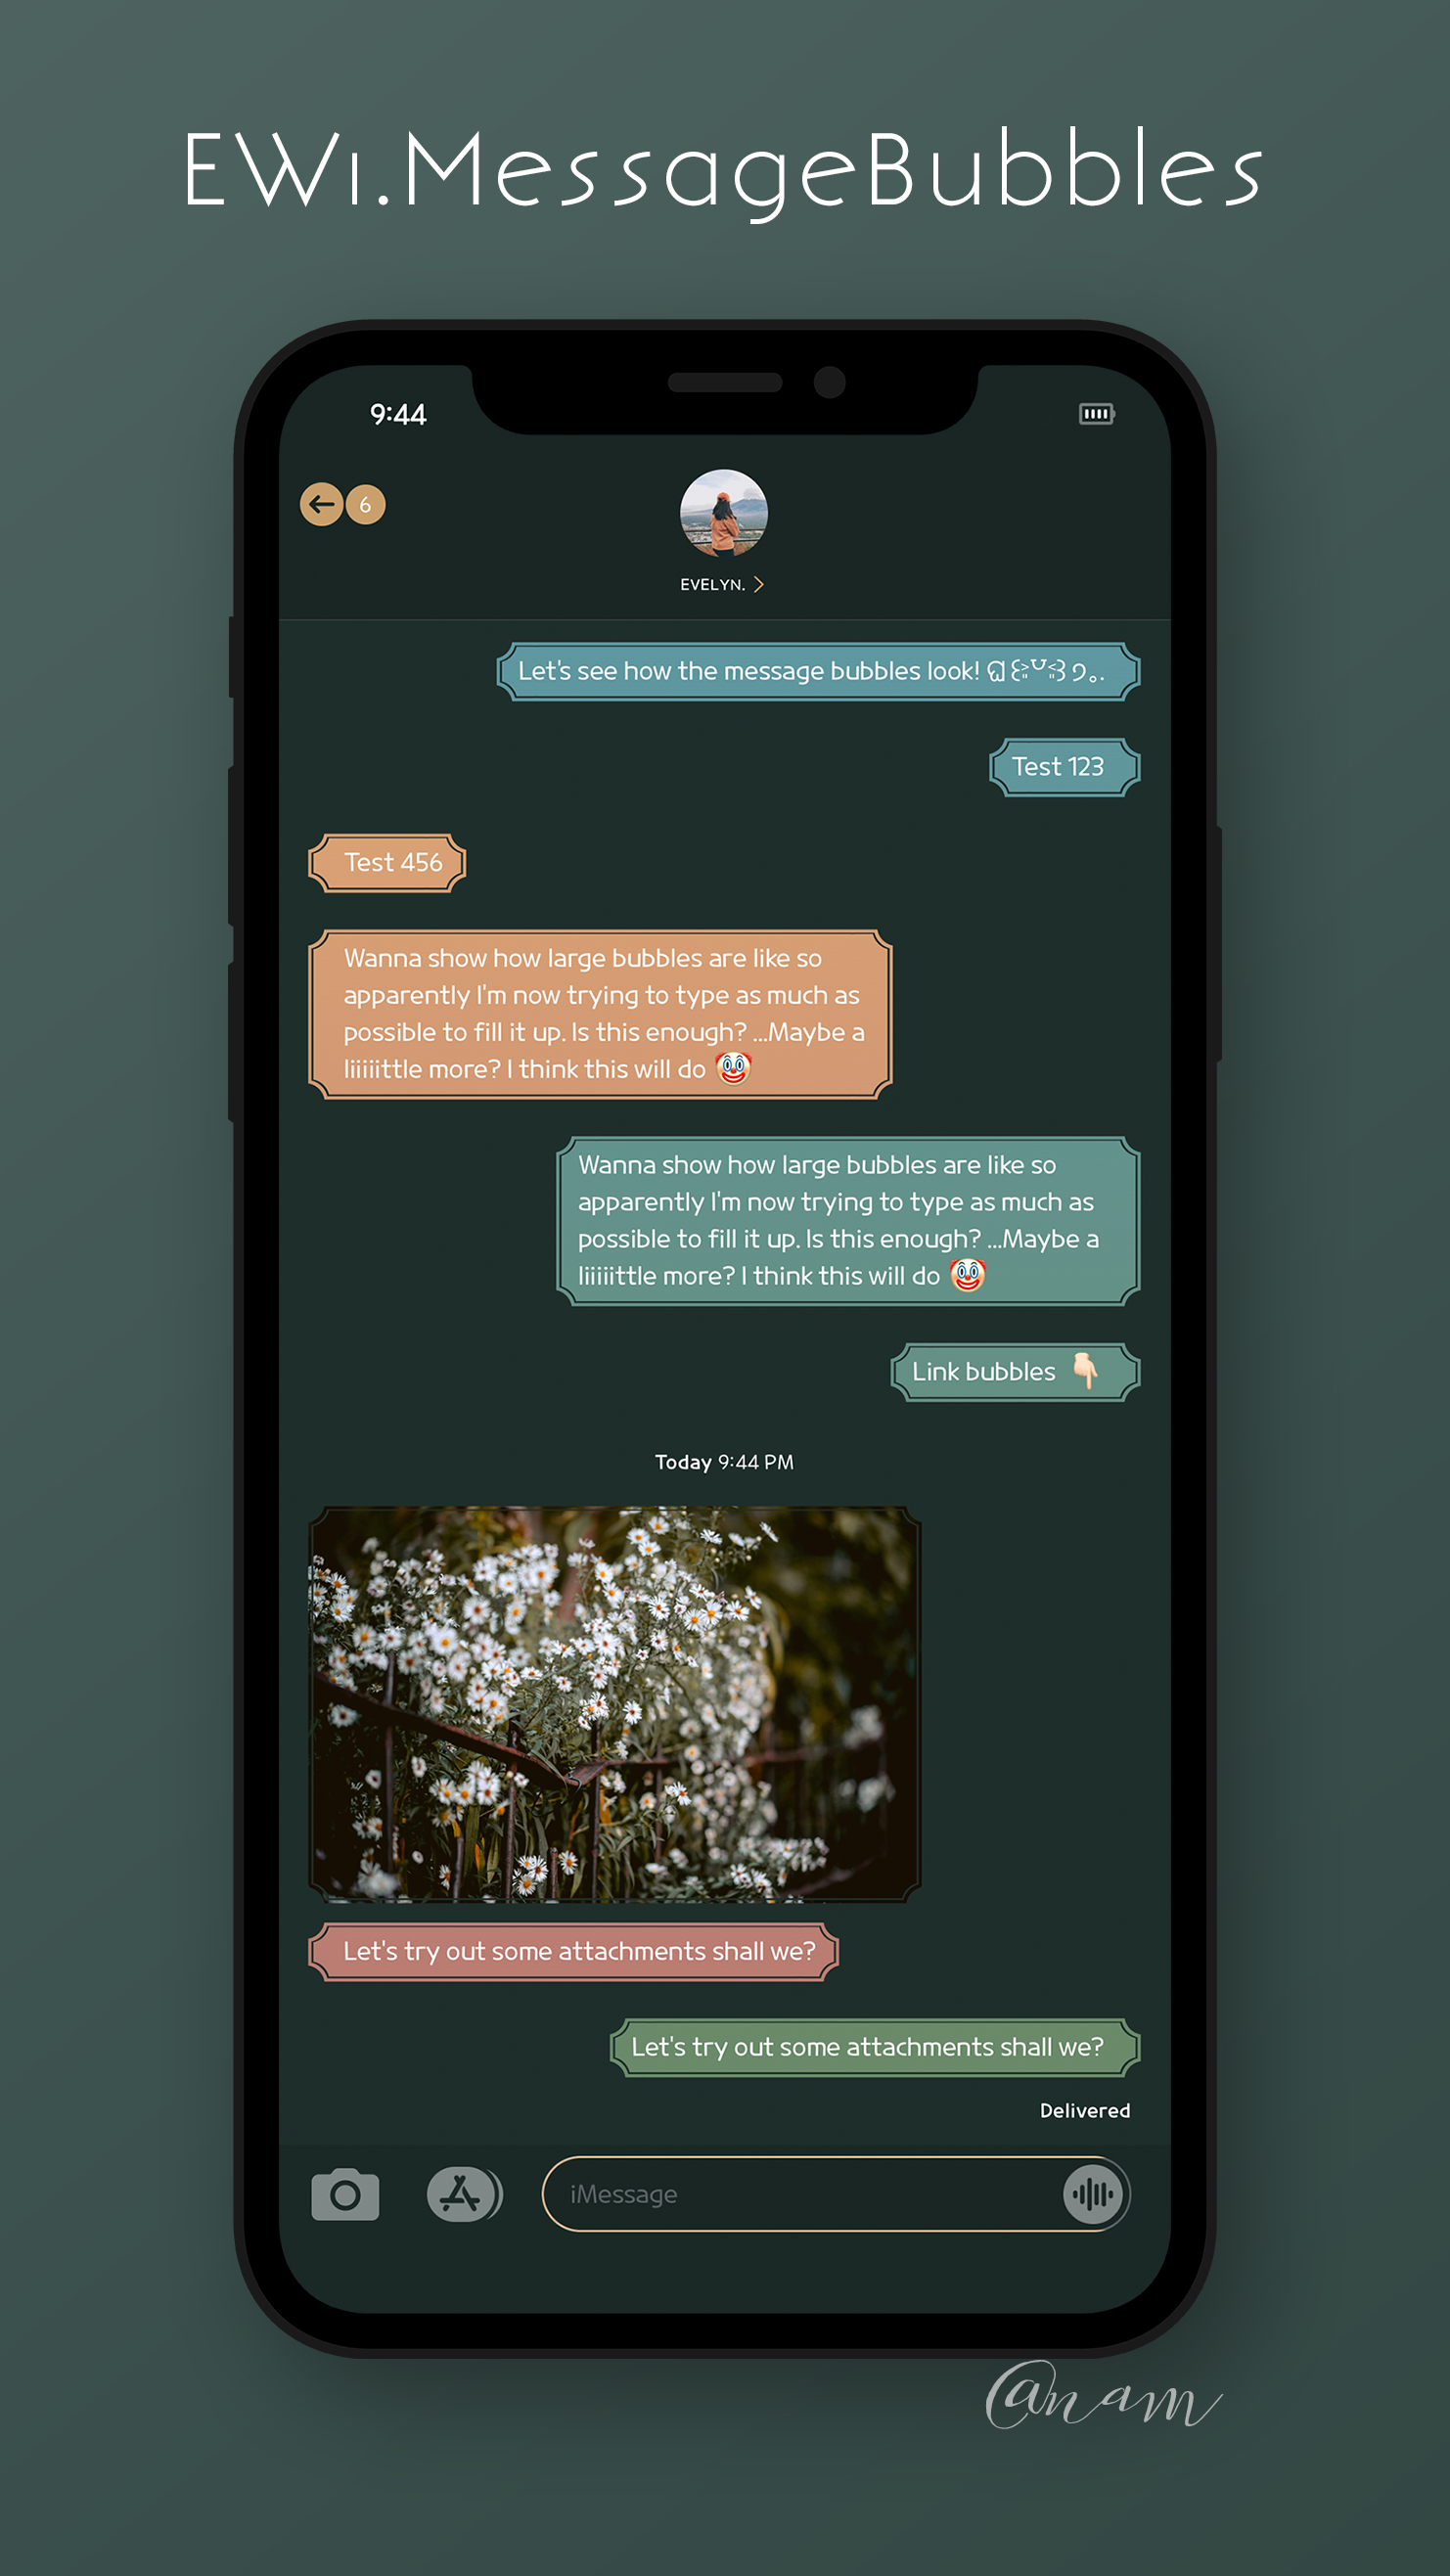 EWi.MessageBubbles
9:44
6
EVELYN.
Let's see how the message bubbles look!
Test 123
Test 456
Wanna show how large bubbles are like so
apparently I'm now trying to type as much as
possible to fill it up. Is this enough? ...Maybe a
liiiiittle more? I think this will do 🤡
Wanna show how large bubbles are like so
apparently I'm now trying to type as much as
possible to fill it up. Is this enough? ...Maybe a
liiiiittle more? I think this will do 🤡
Link bubbles 👇🏻
Today 9:44 PM
Let's try out some attachments shall we?
Let's try out some attachments shall we?
Delivered
iMessage
@nam